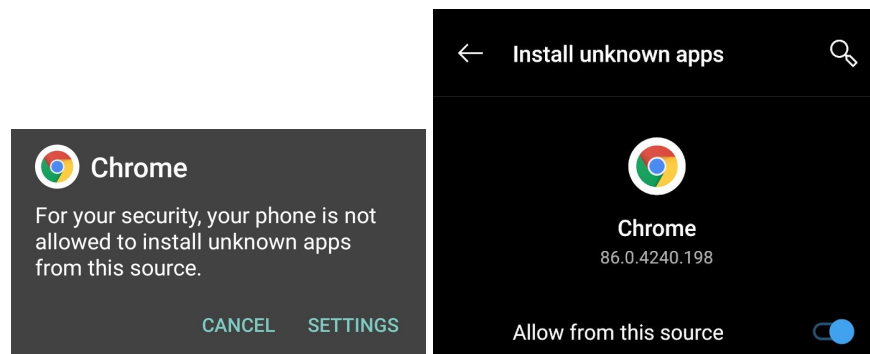 Chrome
For your security, your phone is not
allowed to install unknown apps
from this source.
CANCEL SETTINGS
Install unknown apps
Chrome
86.0.4240.198
Allow from this source